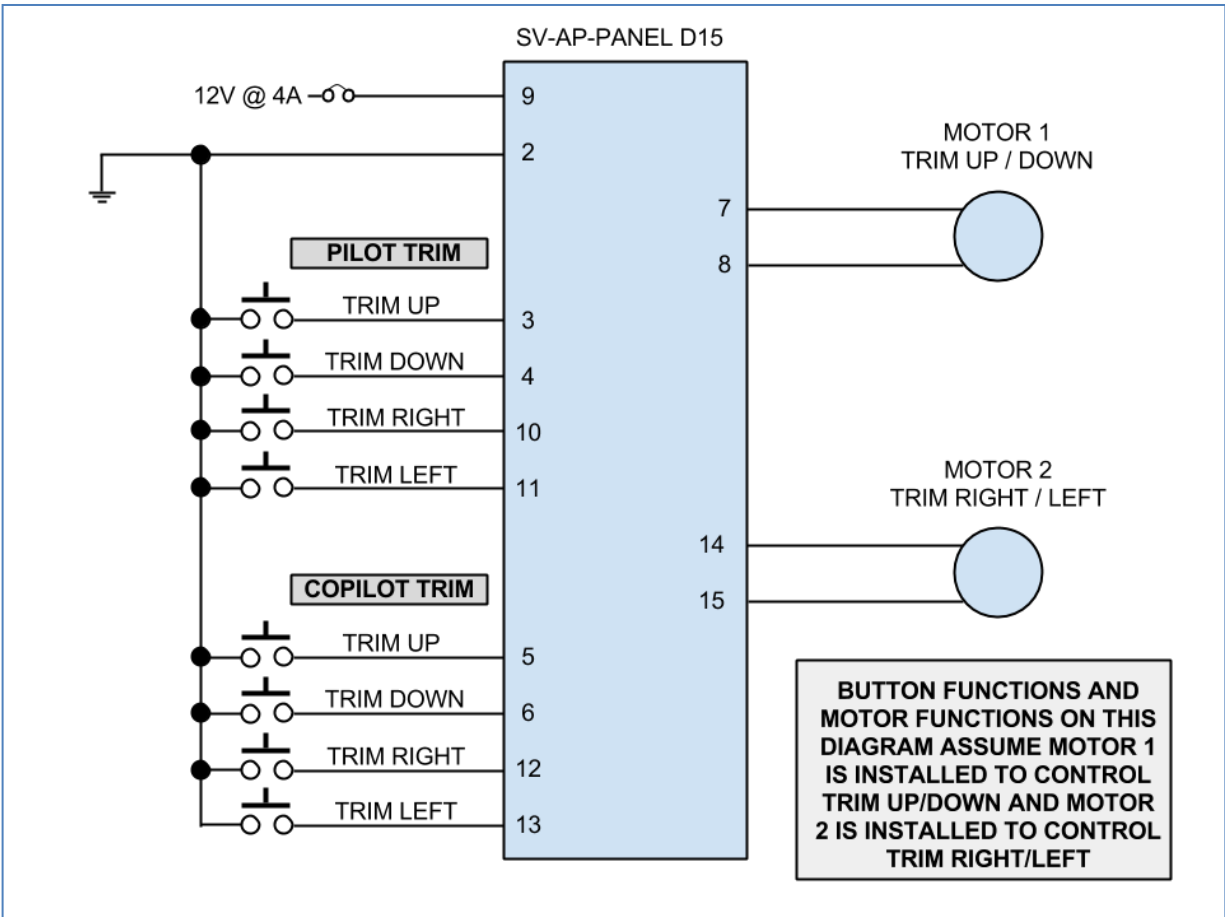 SV-AP-PANEL D15
12V @ 4A
9
2
7
8
MOTOR 1
TRIM UP / DOWN
PILOT TRIM
TRIM UP
3
TRIM DOWN
4
TRIM RIGHT
10
TRIM LEFT
11
MOTOR 2
TRIM RIGHT / LEFT
14
15
COPILOT TRIM
TRIM UP
5
TRIM DOWN
6
TRIM RIGHT
12
TRIM LEFT
13
BUTTON FUNCTIONS AND
MOTOR FUNCTIONS ON THIS
DIAGRAM ASSUME MOTOR 1
IS INSTALLED TO CONTROL
TRIM UP/DOWN AND MOTOR
2 IS INSTALLED TO CONTROL
TRIM RIGHT/LEFT